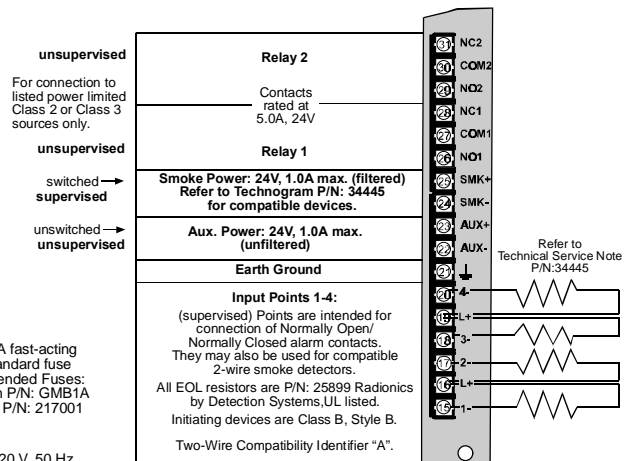 unsupervised
For connection to
listed power limited
Class 2 or Class 3
sources only.
unsupervised
switched
supervised
unswitched
unsupervised
A fast-acting
andard fuse
ended Fuses:
n P/N: GMB1A
P/N: 217001
20 V, 50 Hz
Relay 2
Contacts
rated at
5.0A, 24V
Relay 1
Smoke Power: 24V, 1.0A max. (filtered)
Refer to Technogram P/N: 34445
for compatible devices.
Aux. Power: 24V, 1.0A max.
(unfiltered)
Earth Ground
Input Points 1-4:
(supervised) Points are intended for
connection of Normally Open/
Normally Closed alarm contacts.
They may also be used for compatible
2-wire smoke detectors.
All EOL resistors are P/N: 25899 Radionics
by Detection Systems,UL listed.
Initiating devices are Class B, Style B.
Two-Wire Compatibility Identifier "A".
31 NC2
30 COM2
29 NO2
28 NC1
27 COM1
26 NO1
25 SMK+
24 SMK-
23 AUX+
22 AUX-
21
20 4-
19 L+
18 3-
17 2-
16 L+
15 1-
Refer to
Technical Service Note
P/N:34445